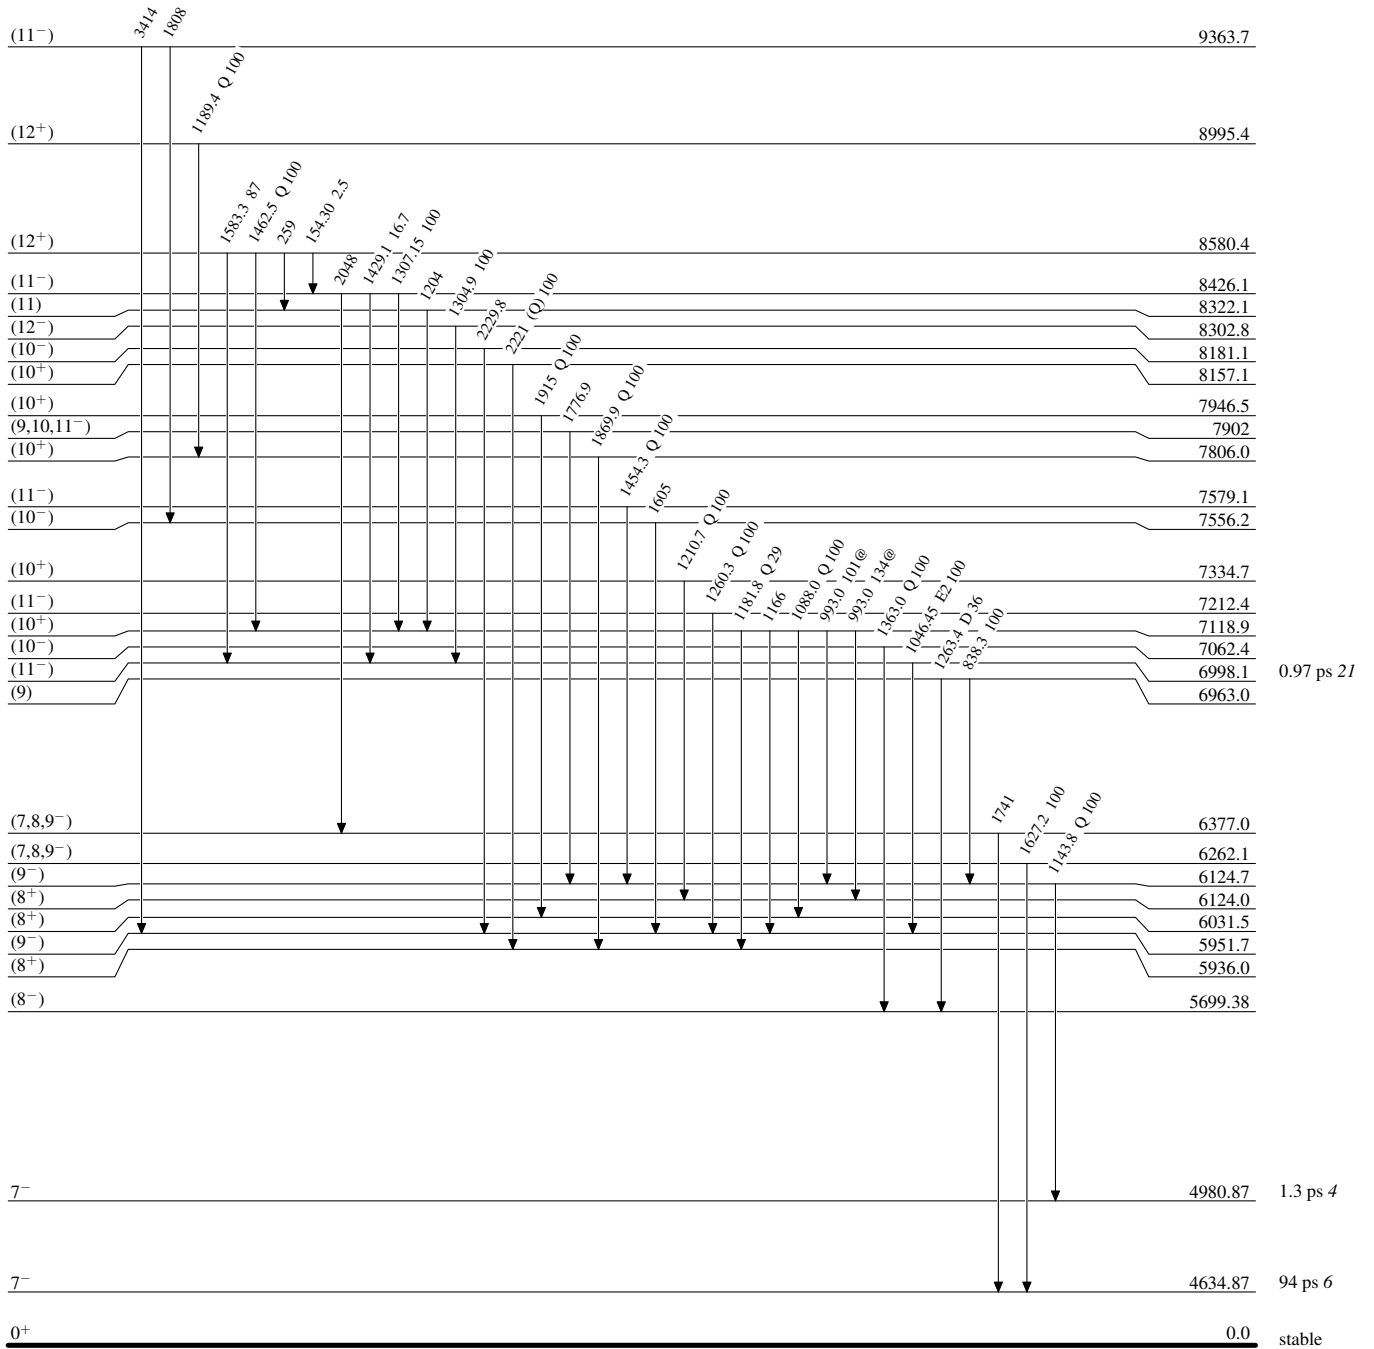 3414
1808
(11⁻) 9363.7
1189.4 Q 100
(12⁺) 8995.4
1583.3 87
1462.5 Q 100
259
154.30 2.5
(12⁺) 8580.4
2048
1429.1 16.7
1307.15 100
(11⁻) 8426.1
1204
(11) 8322.1
1304.9 100
(12⁻) 8302.8
2229.8
(10⁻) 8181.1
2221 (Q) 100
(10⁺) 8157.1
1915 Q 100
(10⁺) 7946.5
1776.9
(9,10,11⁻) 7902
1869.9 Q 100
(10⁺) 7806.0
1454.3 Q 100
(11⁻) 7579.1
1605
(10⁻) 7556.2
1210.7 Q 100
(10⁺) 7334.7
1260.3 Q 100
(11⁻) 7212.4
1181.8 Q 29
1166
1088.0 Q 100
993.0 101@
993.0 134@
(10⁺) 7118.9
1363.0 Q 100
(10⁻) 7062.4
1046.45 E2 100
(11⁻) 6998.1 0.97 ps 21
1263.4 D 36
838.3 100
(9) 6963.0
1741
(7,8,9⁻) 6377.0
1627.2 100
(7,8,9⁻) 6262.1
1143.8 Q 100
(9⁻) 6124.7
(8⁺) 6124.0
(8⁺) 6031.5
(9⁻) 5951.7
(8⁺) 5936.0
(8⁻) 5699.38
7⁻ 4980.87 1.3 ps 4
7⁻ 4634.87 94 ps 6
0⁺ 0.0 stable